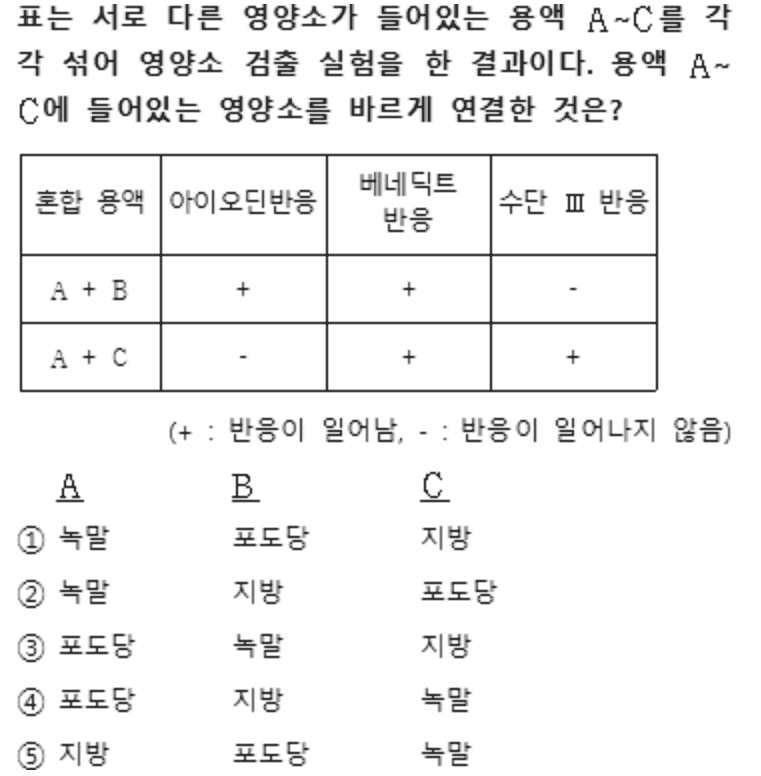 표는 서로 다른 영양소가 들어있는 용액 A~C를 각
각 섞어 영양소 검출 실험을 한 결과이다. 용액 A~
C에 들어있는 영양소를 바르게 연결한 것은?
혼합 용액 아이오딘반응 베네딕트 반응 수단 Ⅲ 반응
A + B + + -
A + C - + +
(+ : 반응이 일어남, - : 반응이 일어나지 않음)
A B C
① 녹말 포도당 지방
② 녹말 지방 포도당
③ 포도당 녹말 지방
④ 포도당 지방 녹말
⑤ 지방 포도당 녹말